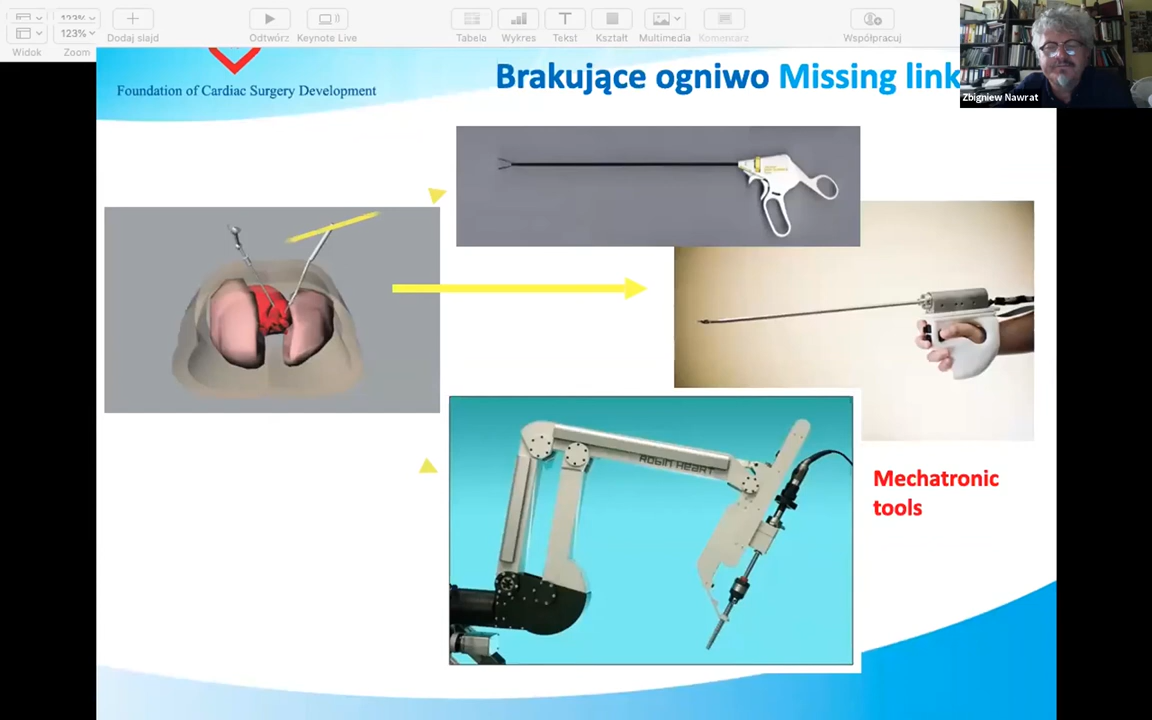 123%
123%
Widok
Zoom
Dodaj slajd
Odtwórz
Keynote Live
Tabela
Wykres
Tekst
Kształt
Multimedia
Komentarz
Współpracuj
Zbigniew Nawrat
Foundation of Cardiac Surgery Development
Brakujące ogniwo Missing link
ROBIN HEART
Mechatronic
tools